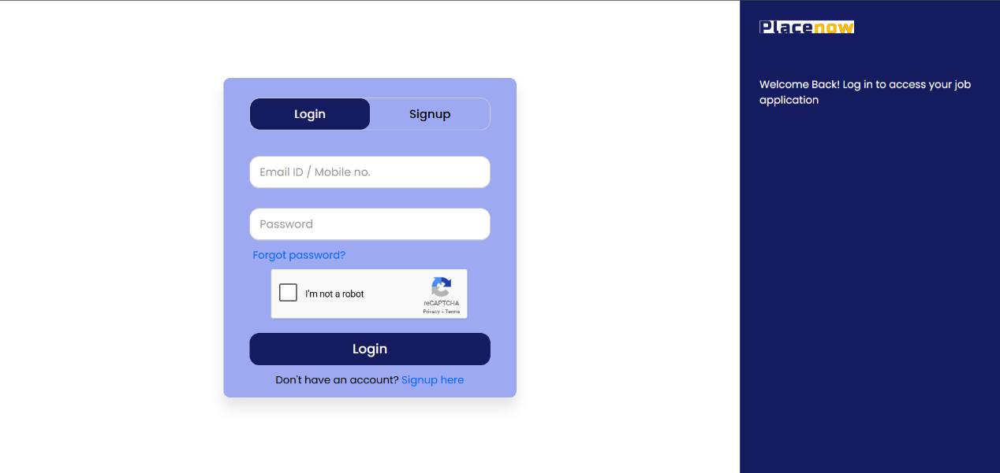 Login
Signup
Email ID / Mobile no.
Password
Forgot password?
I'm not a robot
reCAPTCHA
Privacy - Terms
Login
Don't have an account? Signup here
Placenow
Welcome Back! Log in to access your job
application